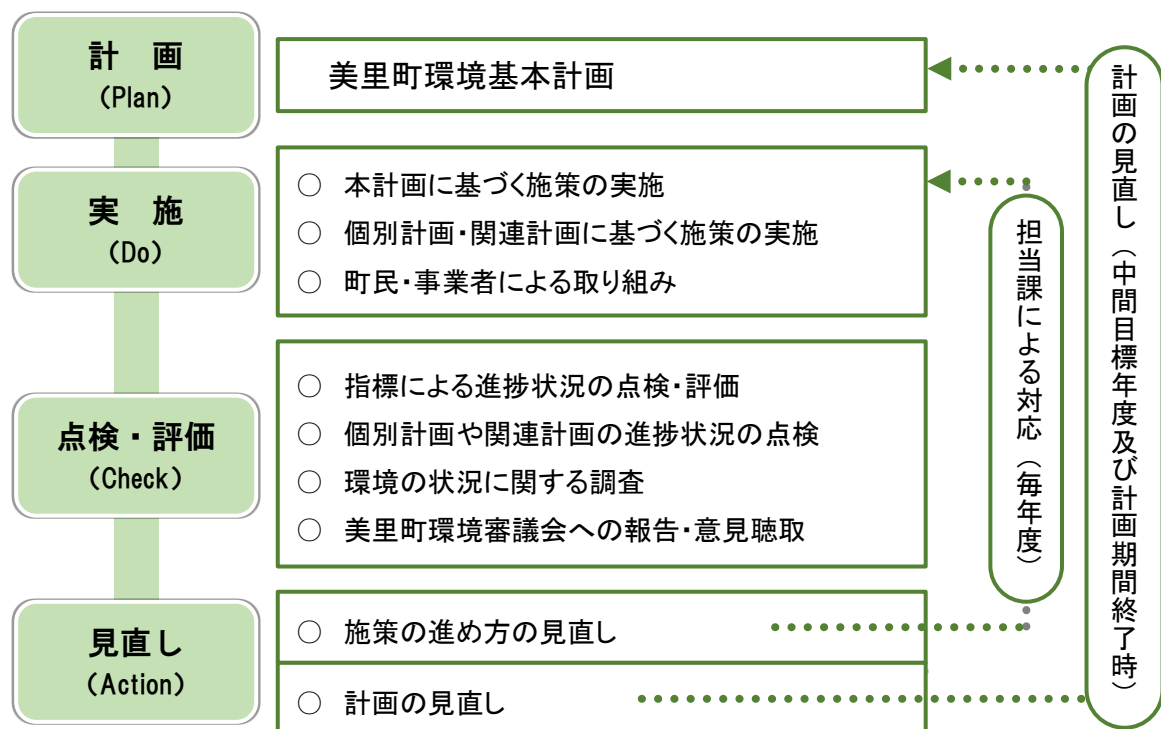 計　画
（Plan）
美里町環境基本計画
実　施
（Do）
○　本計画に基づく施策の実施
○　個別計画・関連計画に基づく施策の実施
○　町民・事業者による取り組み
点検・評価
（Check）
○　指標による進捗状況の点検・評価
○　個別計画や関連計画の進捗状況の点検
○　環境の状況に関する調査
○　美里町環境審議会への報告・意見聴取
見直し
（Action）
○　施策の進め方の見直し
○　計画の見直し
担当課による対応（毎年度）
計画の見直し（中間目標年度及び計画期間終了時）